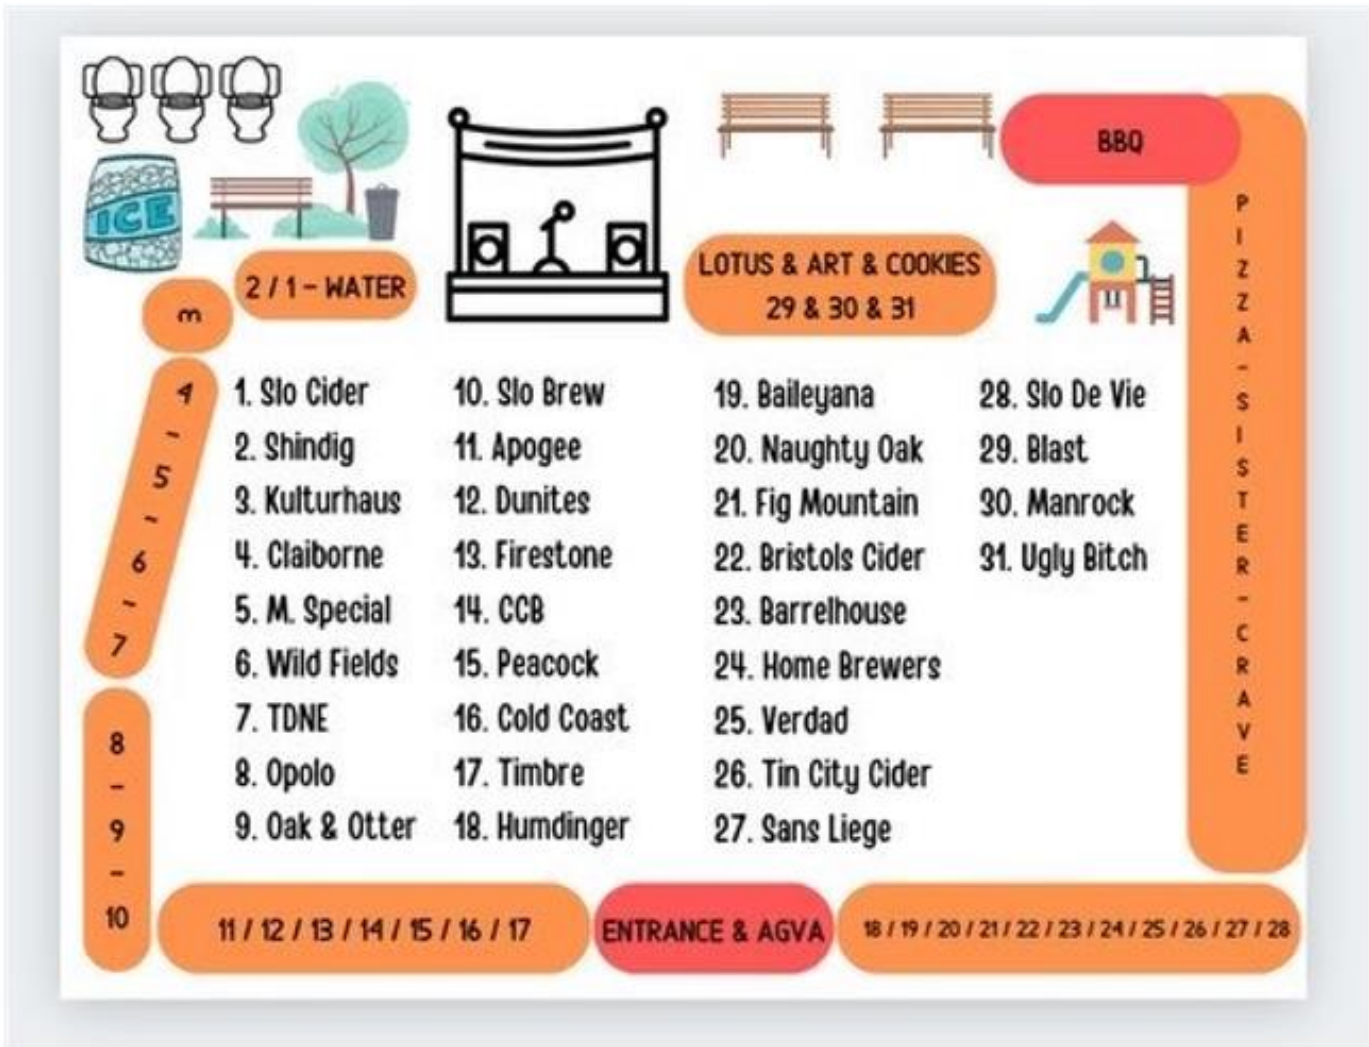 ICE
BBQ
2 / 1 - WATER
LOTUS & ART & COOKIES
29 & 30 & 31
3
4 - 5 - 6 - 7
8 - 9 - 10
1. Slo Cider
2. Shindig
3. Kulturhaus
4. Claiborne
5. M. Special
6. Wild Fields
7. TDNE
8. Opolo
9. Oak & Otter
10. Slo Brew
11. Apogee
12. Dunites
13. Firestone
14. CCB
15. Peacock
16. Cold Coast
17. Timbre
18. Humdinger
19. Baileyana
20. Naughty Oak
21. Fig Mountain
22. Bristols Cider
23. Barrelhouse
24. Home Brewers
25. Verdad
26. Tin City Cider
27. Sans Liege
28. Slo De Vie
29. Blast
30. Manrock
31. Ugly Bitch
PIZZA-SISTER-CRAVE
11 / 12 / 13 / 14 / 15 / 16 / 17
ENTRANCE & AGVA
18 / 19 / 20 / 21 / 22 / 23 / 24 / 25 / 26 / 27 / 28